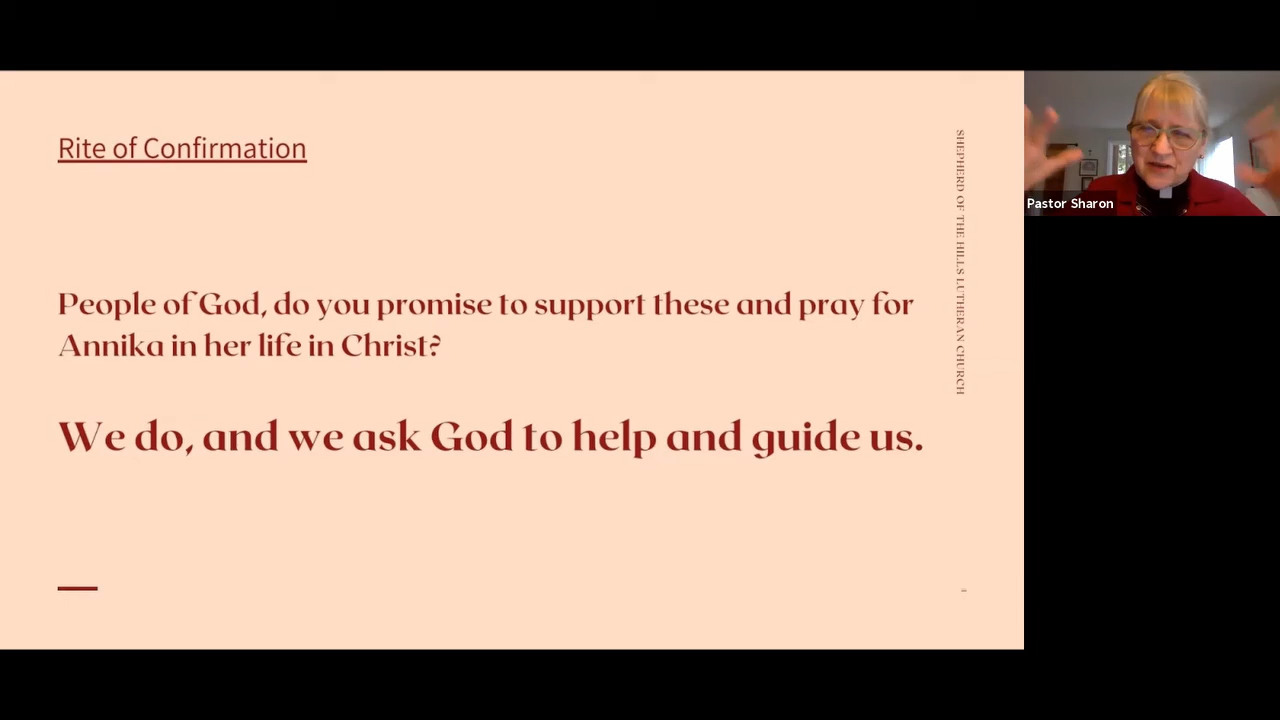 Rite of Confirmation
People of God, do you promise to support these and pray for
Annika in her life in Christ?
We do, and we ask God to help and guide us.
SHEPHERD OF THE HILLS LUTHERAN CHURCH
Pastor Sharon